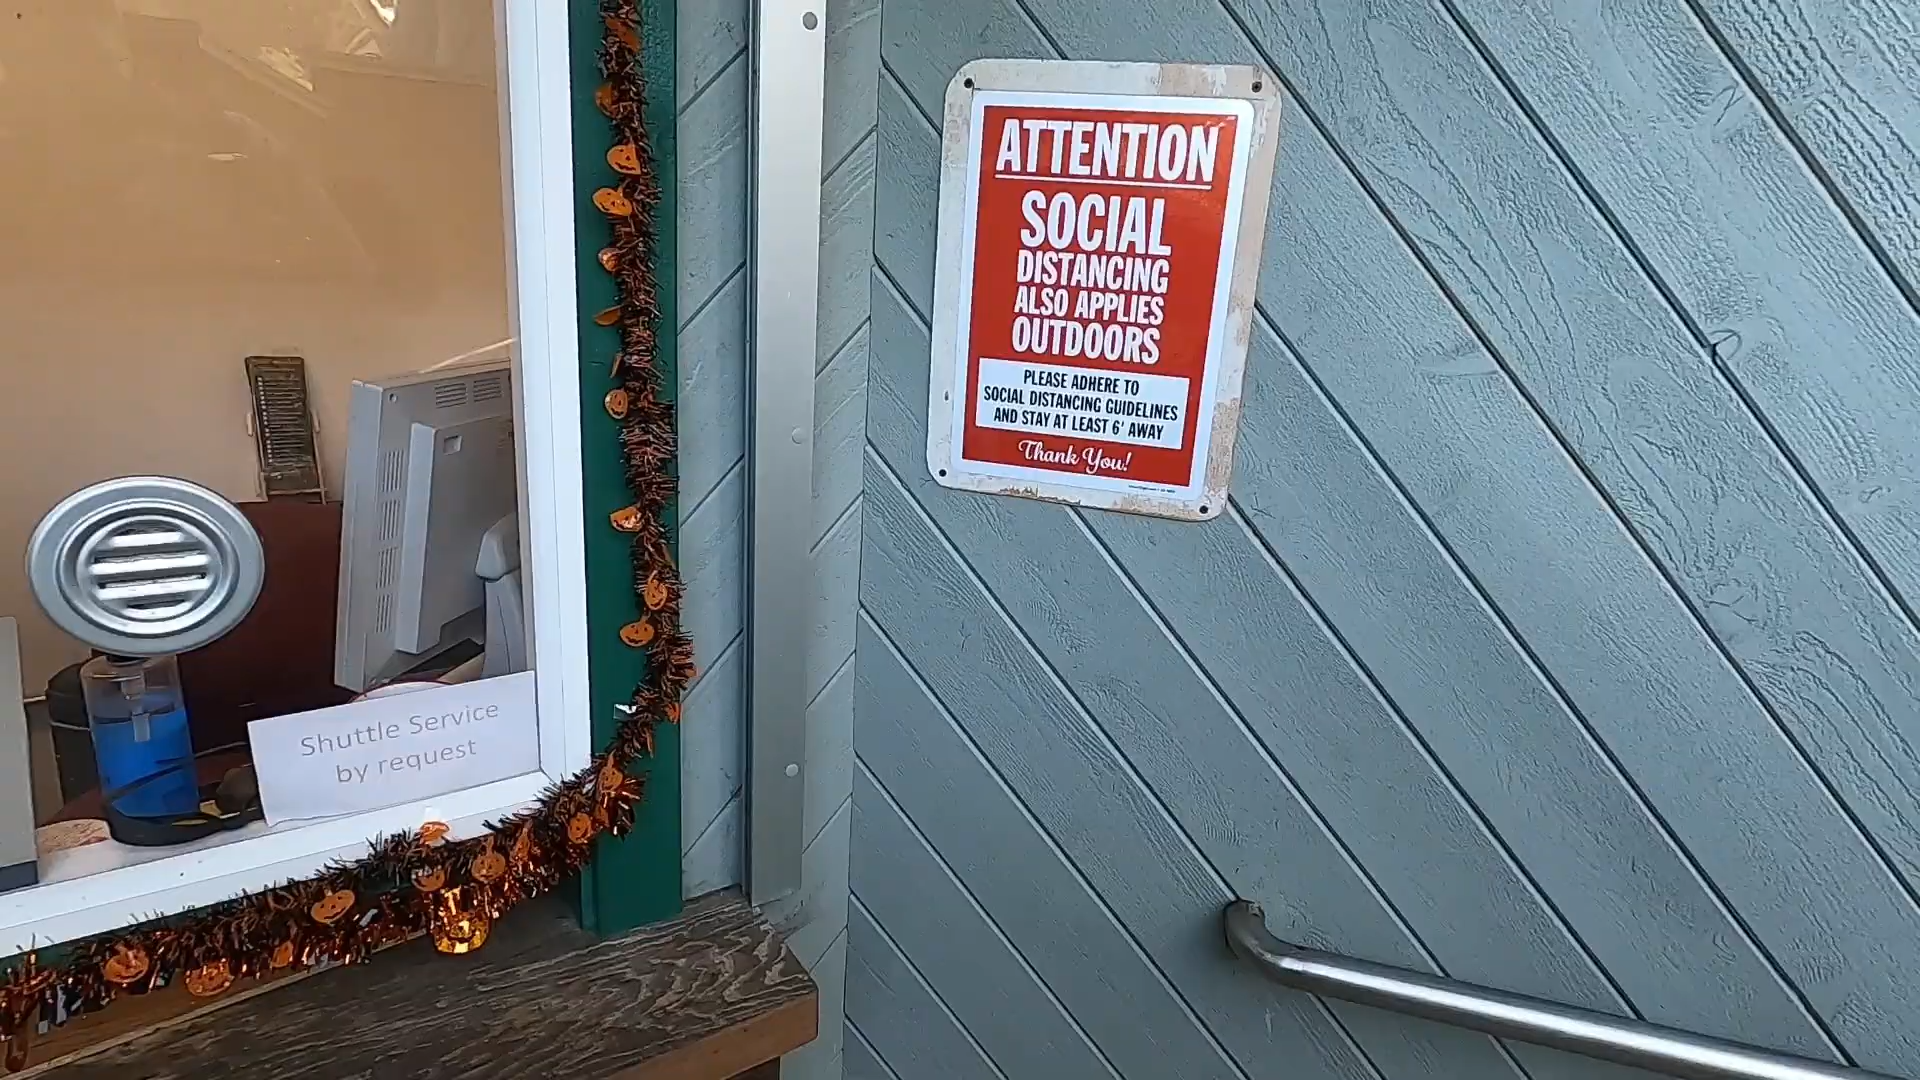 ATTENTION
SOCIAL
DISTANCING
ALSO APPLIES
OUTDOORS
PLEASE ADHERE TO
SOCIAL DISTANCING GUIDELINES
AND STAY AT LEAST 6' AWAY
Thank You!
Shuttle Service
by request